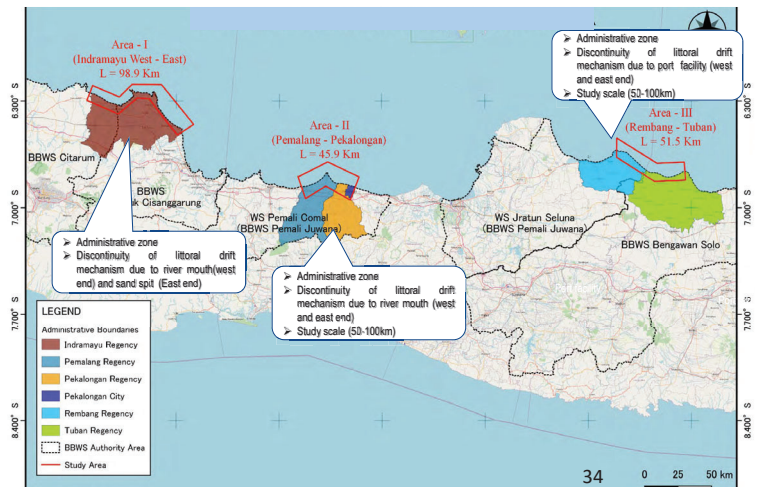 Area - I
(Indramayu West - East)
L = 98.9 Km
➢ Administrative zone
➢ Discontinuity of littoral drift
mechanism due to port facility (west
and east end)
➢ Study scale (50-100km)
Area - II
(Pemalang - Pekalongan)
L = 45.9 Km
Area - III
(Rembang - Tuban)
L = 51.5 Km
6.300° S
6.300° S
BBWS Citarum
BBWS
uk Cisanggarung
7.000° S
7.000° S
WS Pemali Comal
(BBWS Pemali Juwana)
WS Jratun Seluna
(BBWS Pemali Juwana)
BBWS Bengawan Solo
➢ Administrative zone
➢ Discontinuity of littoral drift
mechanism due to river mouth(west
end) and sand spit (East end)
➢ Administrative zone
➢ Discontinuity of littoral drift
mechanism due to river mouth (west
and east end)
➢ Study scale (50-100km)
7.700° S
LEGEND
Administrative Boundaries
Indramayu Regency
Pemalang Regency
Pekalongan Regency
Pekalongan City
Rembang Regency
Tuban Regency
BBWS Authority Area
Study Area
8.400° S
8.400° S
34
0 25 50 km